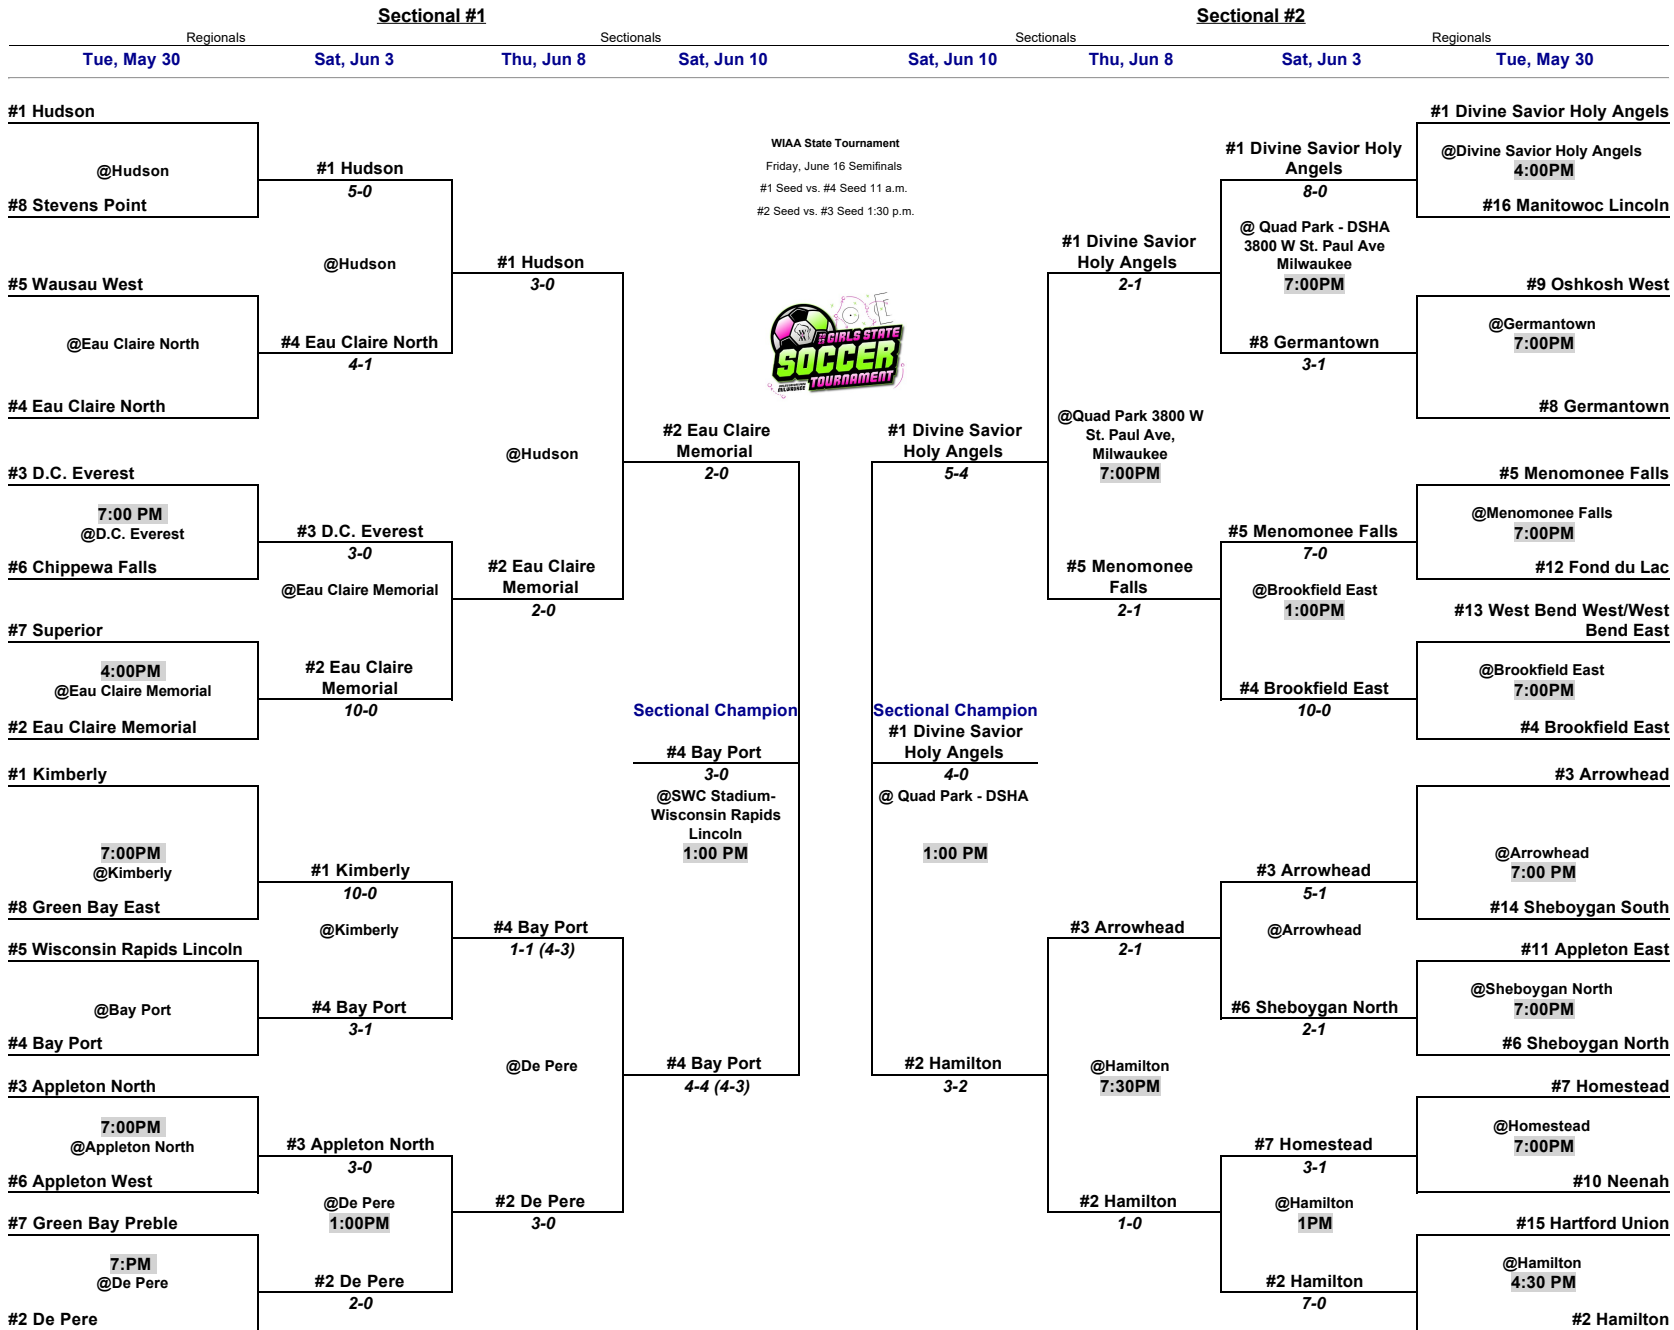 Sectional #1
Sectional #2
Regionals
Sectionals
Sectionals
Regionals
Tue, May 30
Sat, Jun 3
Thu, Jun 8
Sat, Jun 10
Sat, Jun 10
Thu, Jun 8
Sat, Jun 3
Tue, May 30
#1 Hudson
@Hudson
#8 Stevens Point
#5 Wausau West
@Eau Claire North
#4 Eau Claire North
#3 D.C. Everest
7:00 PM
@D.C. Everest
#6 Chippewa Falls
#7 Superior
4:00PM
@Eau Claire Memorial
#2 Eau Claire Memorial
#1 Kimberly
7:00PM
@Kimberly
#8 Green Bay East
#5 Wisconsin Rapids Lincoln
@Bay Port
#4 Bay Port
#3 Appleton North
7:00PM
@Appleton North
#6 Appleton West
#7 Green Bay Preble
7:PM
@De Pere
#2 De Pere
#1 Hudson
5-0
@Hudson
#4 Eau Claire North
4-1
#3 D.C. Everest
3-0
@Eau Claire Memorial
#2 Eau Claire
Memorial
10-0
#1 Kimberly
10-0
@Kimberly
#4 Bay Port
3-1
#3 Appleton North
3-0
@De Pere
1:00PM
#2 De Pere
2-0
#1 Hudson
3-0
@Hudson
#2 Eau Claire
Memorial
2-0
#4 Bay Port
1-1 (4-3)
@De Pere
#2 De Pere
3-0
#2 Eau Claire
Memorial
2-0
Sectional Champion
#4 Bay Port
3-0
@SWC Stadium-
Wisconsin Rapids
Lincoln
1:00 PM
#4 Bay Port
4-4 (4-3)
WIAA State Tournament
Friday, June 16 Semifinals
#1 Seed vs. #4 Seed 11 a.m.
#2 Seed vs. #3 Seed 1:30 p.m.
GIRLS STATE
SOCCER
TOURNAMENT
MILWAUKEE
#1 Divine Savior
Holy Angels
5-4
Sectional Champion
#1 Divine Savior
Holy Angels
4-0
@ Quad Park - DSHA
1:00 PM
#2 Hamilton
3-2
#1 Divine Savior
Holy Angels
2-1
@Quad Park 3800 W
St. Paul Ave,
Milwaukee
7:00PM
#5 Menomonee
Falls
2-1
#3 Arrowhead
2-1
@Hamilton
7:30PM
#2 Hamilton
1-0
#1 Divine Savior Holy
Angels
8-0
@ Quad Park - DSHA
3800 W St. Paul Ave
Milwaukee
7:00PM
#8 Germantown
3-1
#5 Menomonee Falls
7-0
@Brookfield East
1:00PM
#4 Brookfield East
10-0
#3 Arrowhead
5-1
@Arrowhead
#6 Sheboygan North
2-1
#7 Homestead
3-1
@Hamilton
1PM
#2 Hamilton
7-0
#1 Divine Savior Holy Angels
@Divine Savior Holy Angels
4:00PM
#16 Manitowoc Lincoln
#9 Oshkosh West
@Germantown
7:00PM
#8 Germantown
#5 Menomonee Falls
@Menomonee Falls
7:00PM
#12 Fond du Lac
#13 West Bend West/West
Bend East
@Brookfield East
7:00PM
#4 Brookfield East
#3 Arrowhead
@Arrowhead
7:00 PM
#14 Sheboygan South
#11 Appleton East
@Sheboygan North
7:00PM
#6 Sheboygan North
#7 Homestead
@Homestead
7:00PM
#10 Neenah
#15 Hartford Union
@Hamilton
4:30 PM
#2 Hamilton